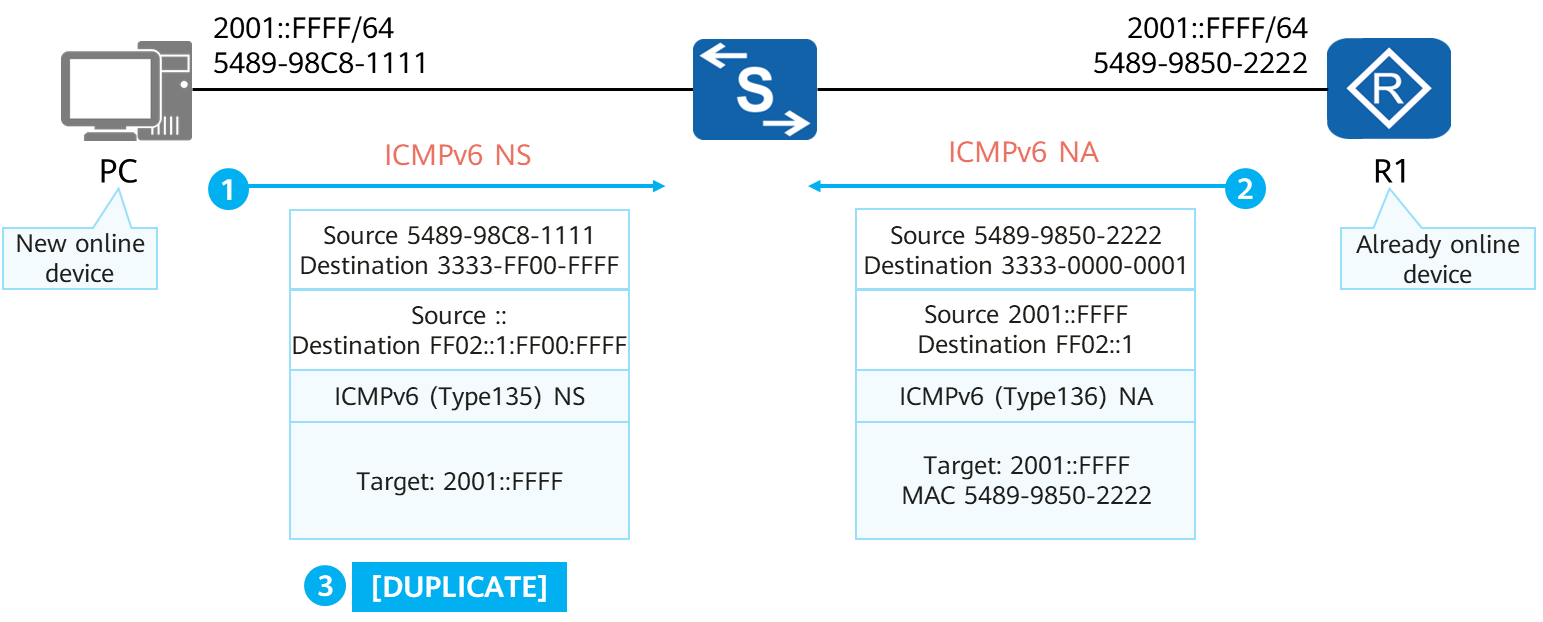 2001::FFFF/64
5489-98C8-1111
2001::FFFF/64
5489-9850-2222
S
R
PC
R1
New online
device
Already online
device
ICMPv6 NS
1
Source 5489-98C8-1111
Destination 3333-FF00-FFFF
Source ::
Destination FF02::1:FF00:FFFF
ICMPv6 (Type135) NS
Target: 2001::FFFF
ICMPv6 NA
2
Source 5489-9850-2222
Destination 3333-0000-0001
Source 2001::FFFF
Destination FF02::1
ICMPv6 (Type136) NA
Target: 2001::FFFF
MAC 5489-9850-2222
3 [DUPLICATE]